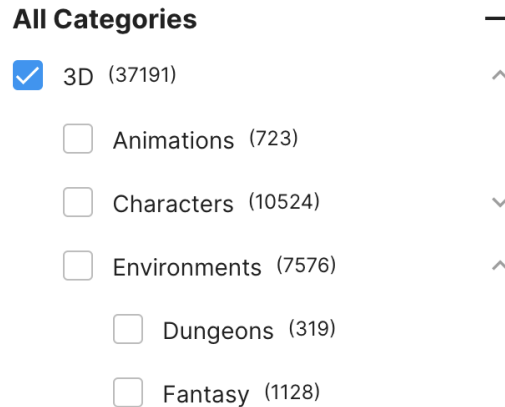 All Categories
3D (37191)
Animations (723)
Characters (10524)
Environments (7576)
Dungeons (319)
Fantasy (1128)